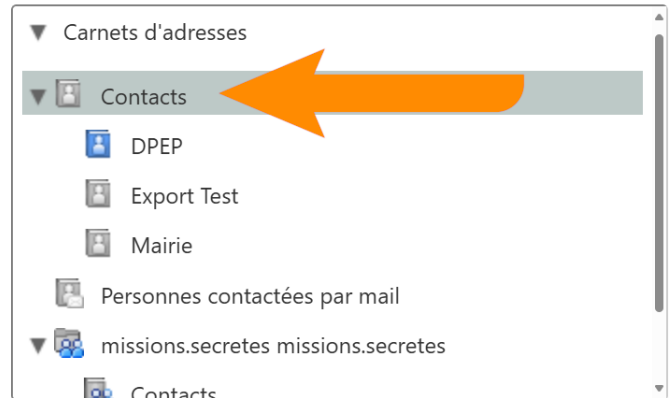 Carnets d'adresses
Contacts
DPEP
Export Test
Mairie
Personnes contactées par mail
missions.secretes missions.secretes
Contacts